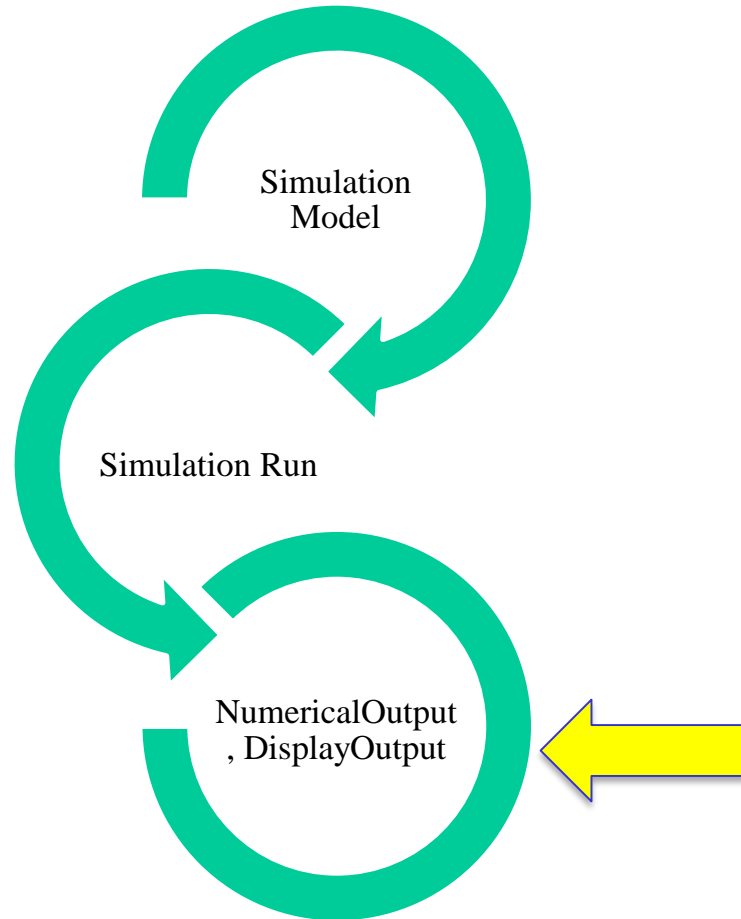 Simulation
Model
Simulation Run
NumericalOutput
, DisplayOutput